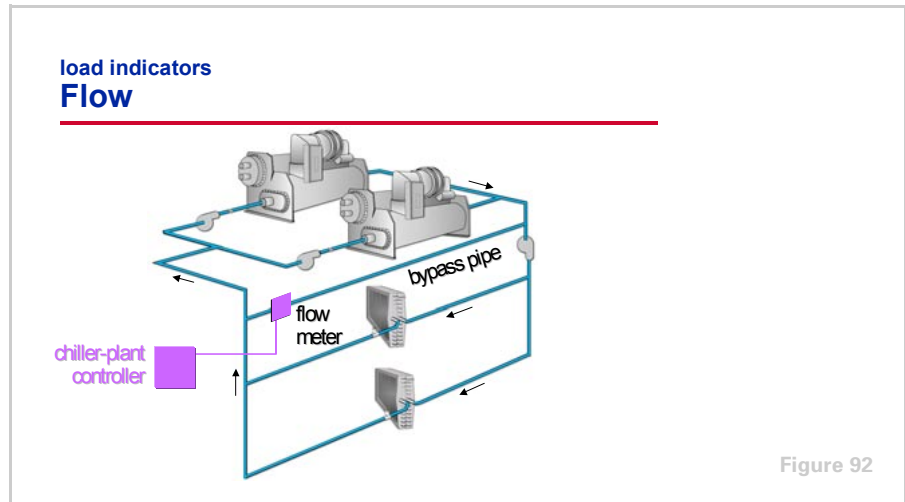 load indicators
Flow
bypass pipe
flow
meter
chiller-plant
controller
Figure 92